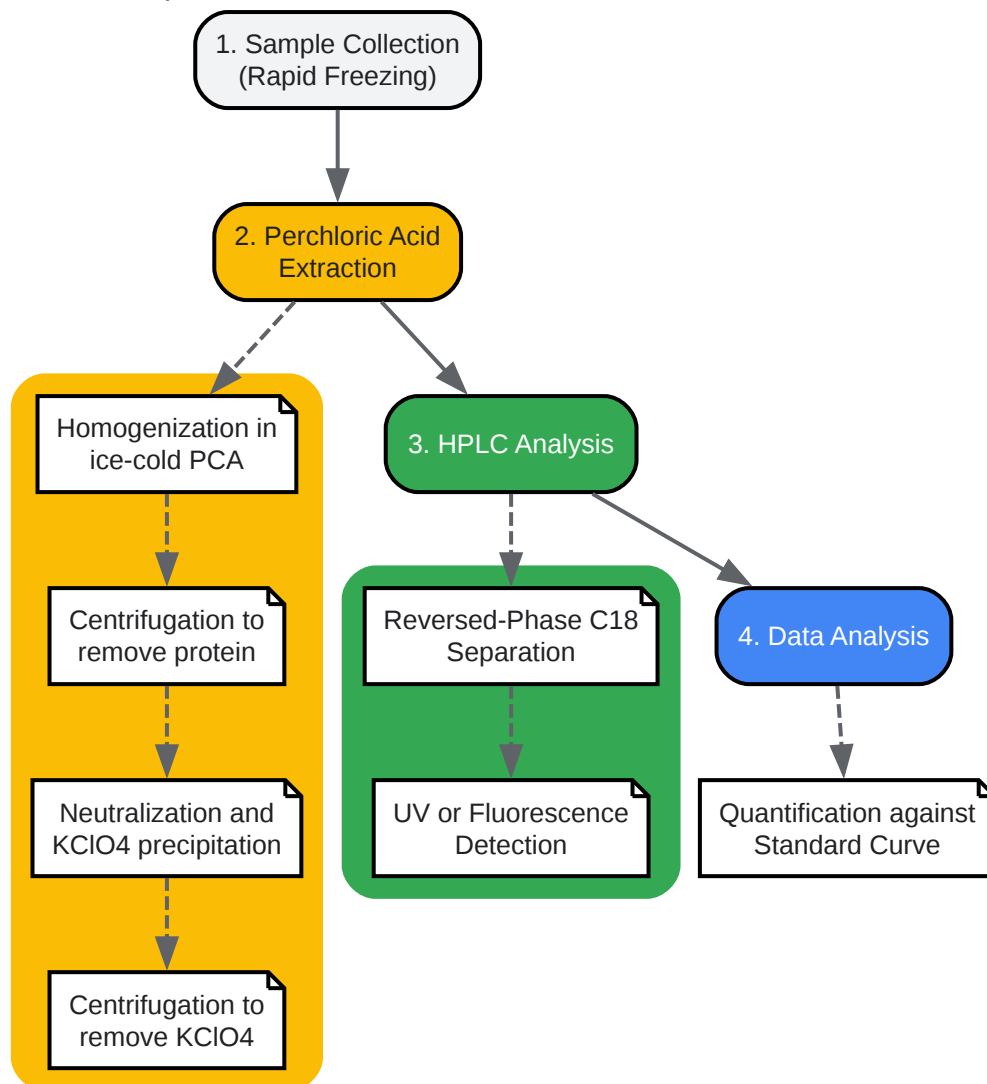 1. Sample Collection
(Rapid Freezing)
2. Perchloric Acid
Extraction
Homogenization in
ice-cold PCA
3. HPLC Analysis
Centrifugation to
remove protein
Reversed-Phase C18
Separation
4. Data Analysis
Neutralization and
KClO4 precipitation
UV or Fluorescence
Detection
Quantification against
Standard Curve
Centrifugation to
remove KClO4